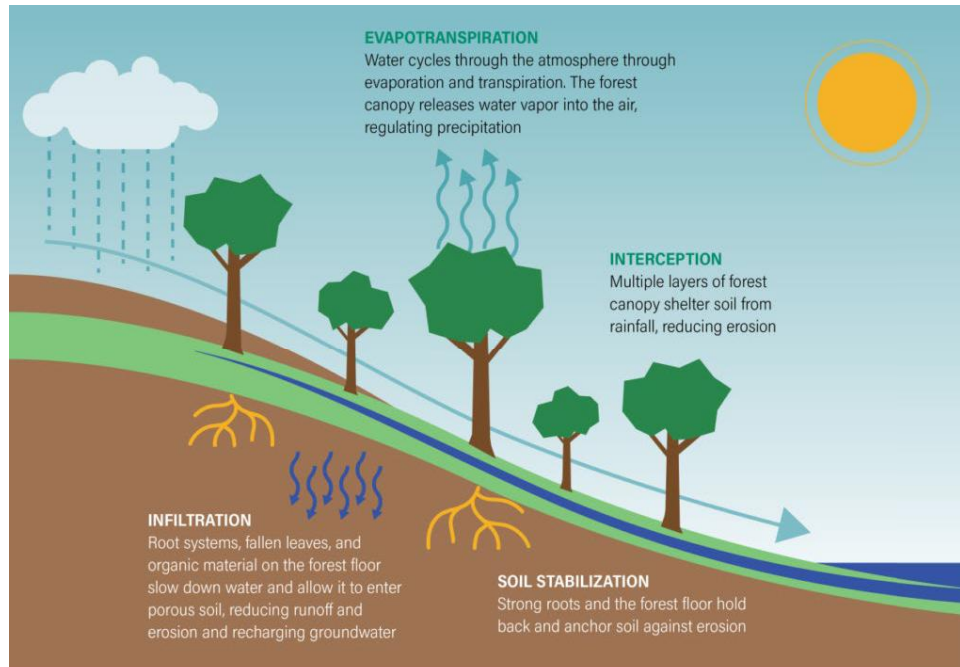 EVAPOTRANSPIRATION
Water cycles through the atmosphere through
evaporation and transpiration. The forest
canopy releases water vapor into the air,
regulating precipitation
INTERCEPTION
Multiple layers of forest
canopy shelter soil from
rainfall, reducing erosion
INFILTRATION
Root systems, fallen leaves, and
organic material on the forest floor
slow down water and allow it to enter
porous soil, reducing runoff and
erosion and recharging groundwater
SOIL STABILIZATION
Strong roots and the forest floor hold
back and anchor soil against erosion